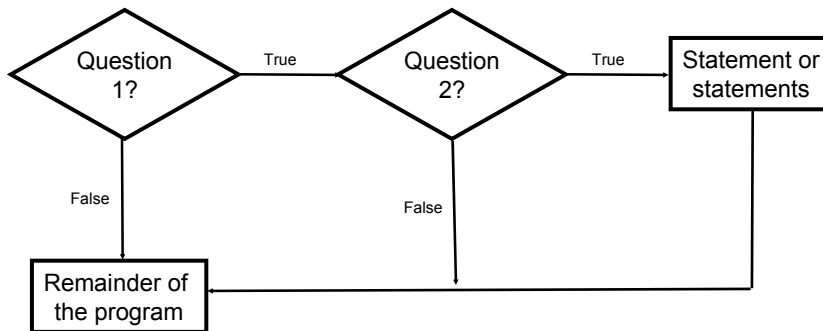 Question
1?
True
Question
2?
True
Statement or
statements
False
False
Remainder of
the program